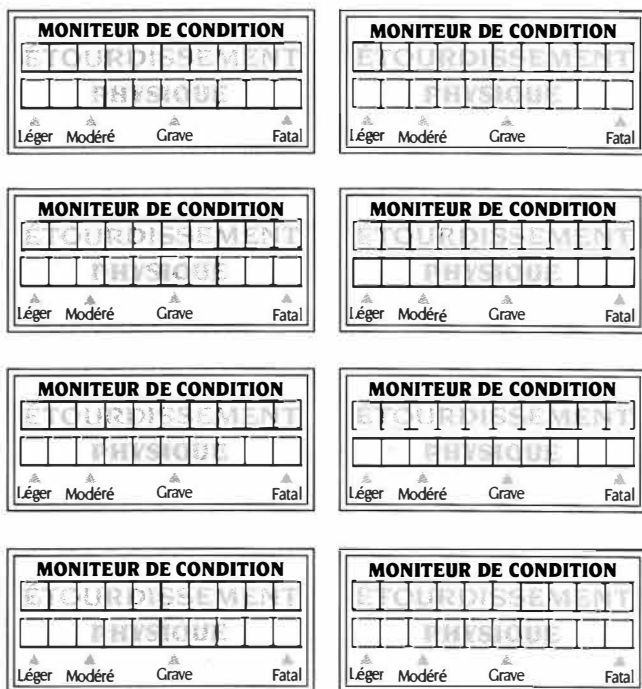 MONITEUR DE CONDITION
ÉTOURDISSEMENT
PHYSIQUE
Léger Modéré Grave Fatal
MONITEUR DE CONDITION
ÉTOURDISSEMENT
PHYSIQUE
Léger Modéré Grave Fatal
MONITEUR DE CONDITION
ÉTOURDISSEMENT
PHYSIQUE
Léger Modéré Grave Fatal
MONITEUR DE CONDITION
ÉTOURDISSEMENT
PHYSIQUE
Léger Modéré Grave Fatal
MONITEUR DE CONDITION
ÉTOURDISSEMENT
PHYSIQUE
Léger Modéré Grave Fatal
MONITEUR DE CONDITION
ÉTOURDISSEMENT
PHYSIQUE
Léger Modéré Grave Fatal
MONITEUR DE CONDITION
ÉTOURDISSEMENT
PHYSIQUE
Léger Modéré Grave Fatal
MONITEUR DE CONDITION
ÉTOURDISSEMENT
PHYSIQUE
Léger Modéré Grave Fatal